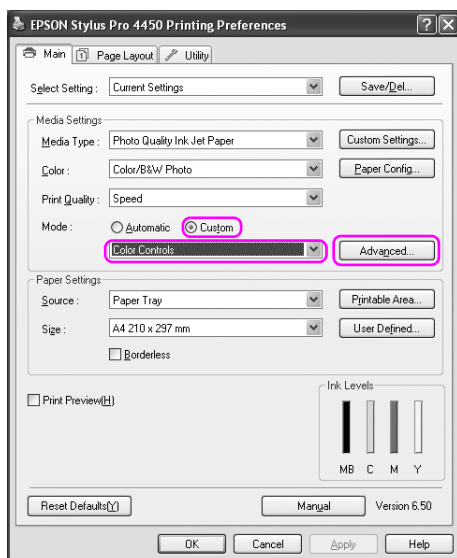 EPSON Stylus Pro 4450 Printing Preferences
Main Page Layout Utility
Select Setting : Current Settings Save/Del...
Media Settings
Media Type : Photo Quality Ink Jet Paper Custom Settings...
Color : Color/B&W Photo Paper Config...
Print Quality : Speed
Mode : Automatic Custom
Color Controls Advanced...
Paper Settings
Source : Paper Tray Printable Area...
Size : A4 210 x 297 mm User Defined...
Borderless
Print Preview(H)
Ink Levels
MB C M Y
Reset Defaults(Y) Manual Version 6.50
OK Cancel Apply Help